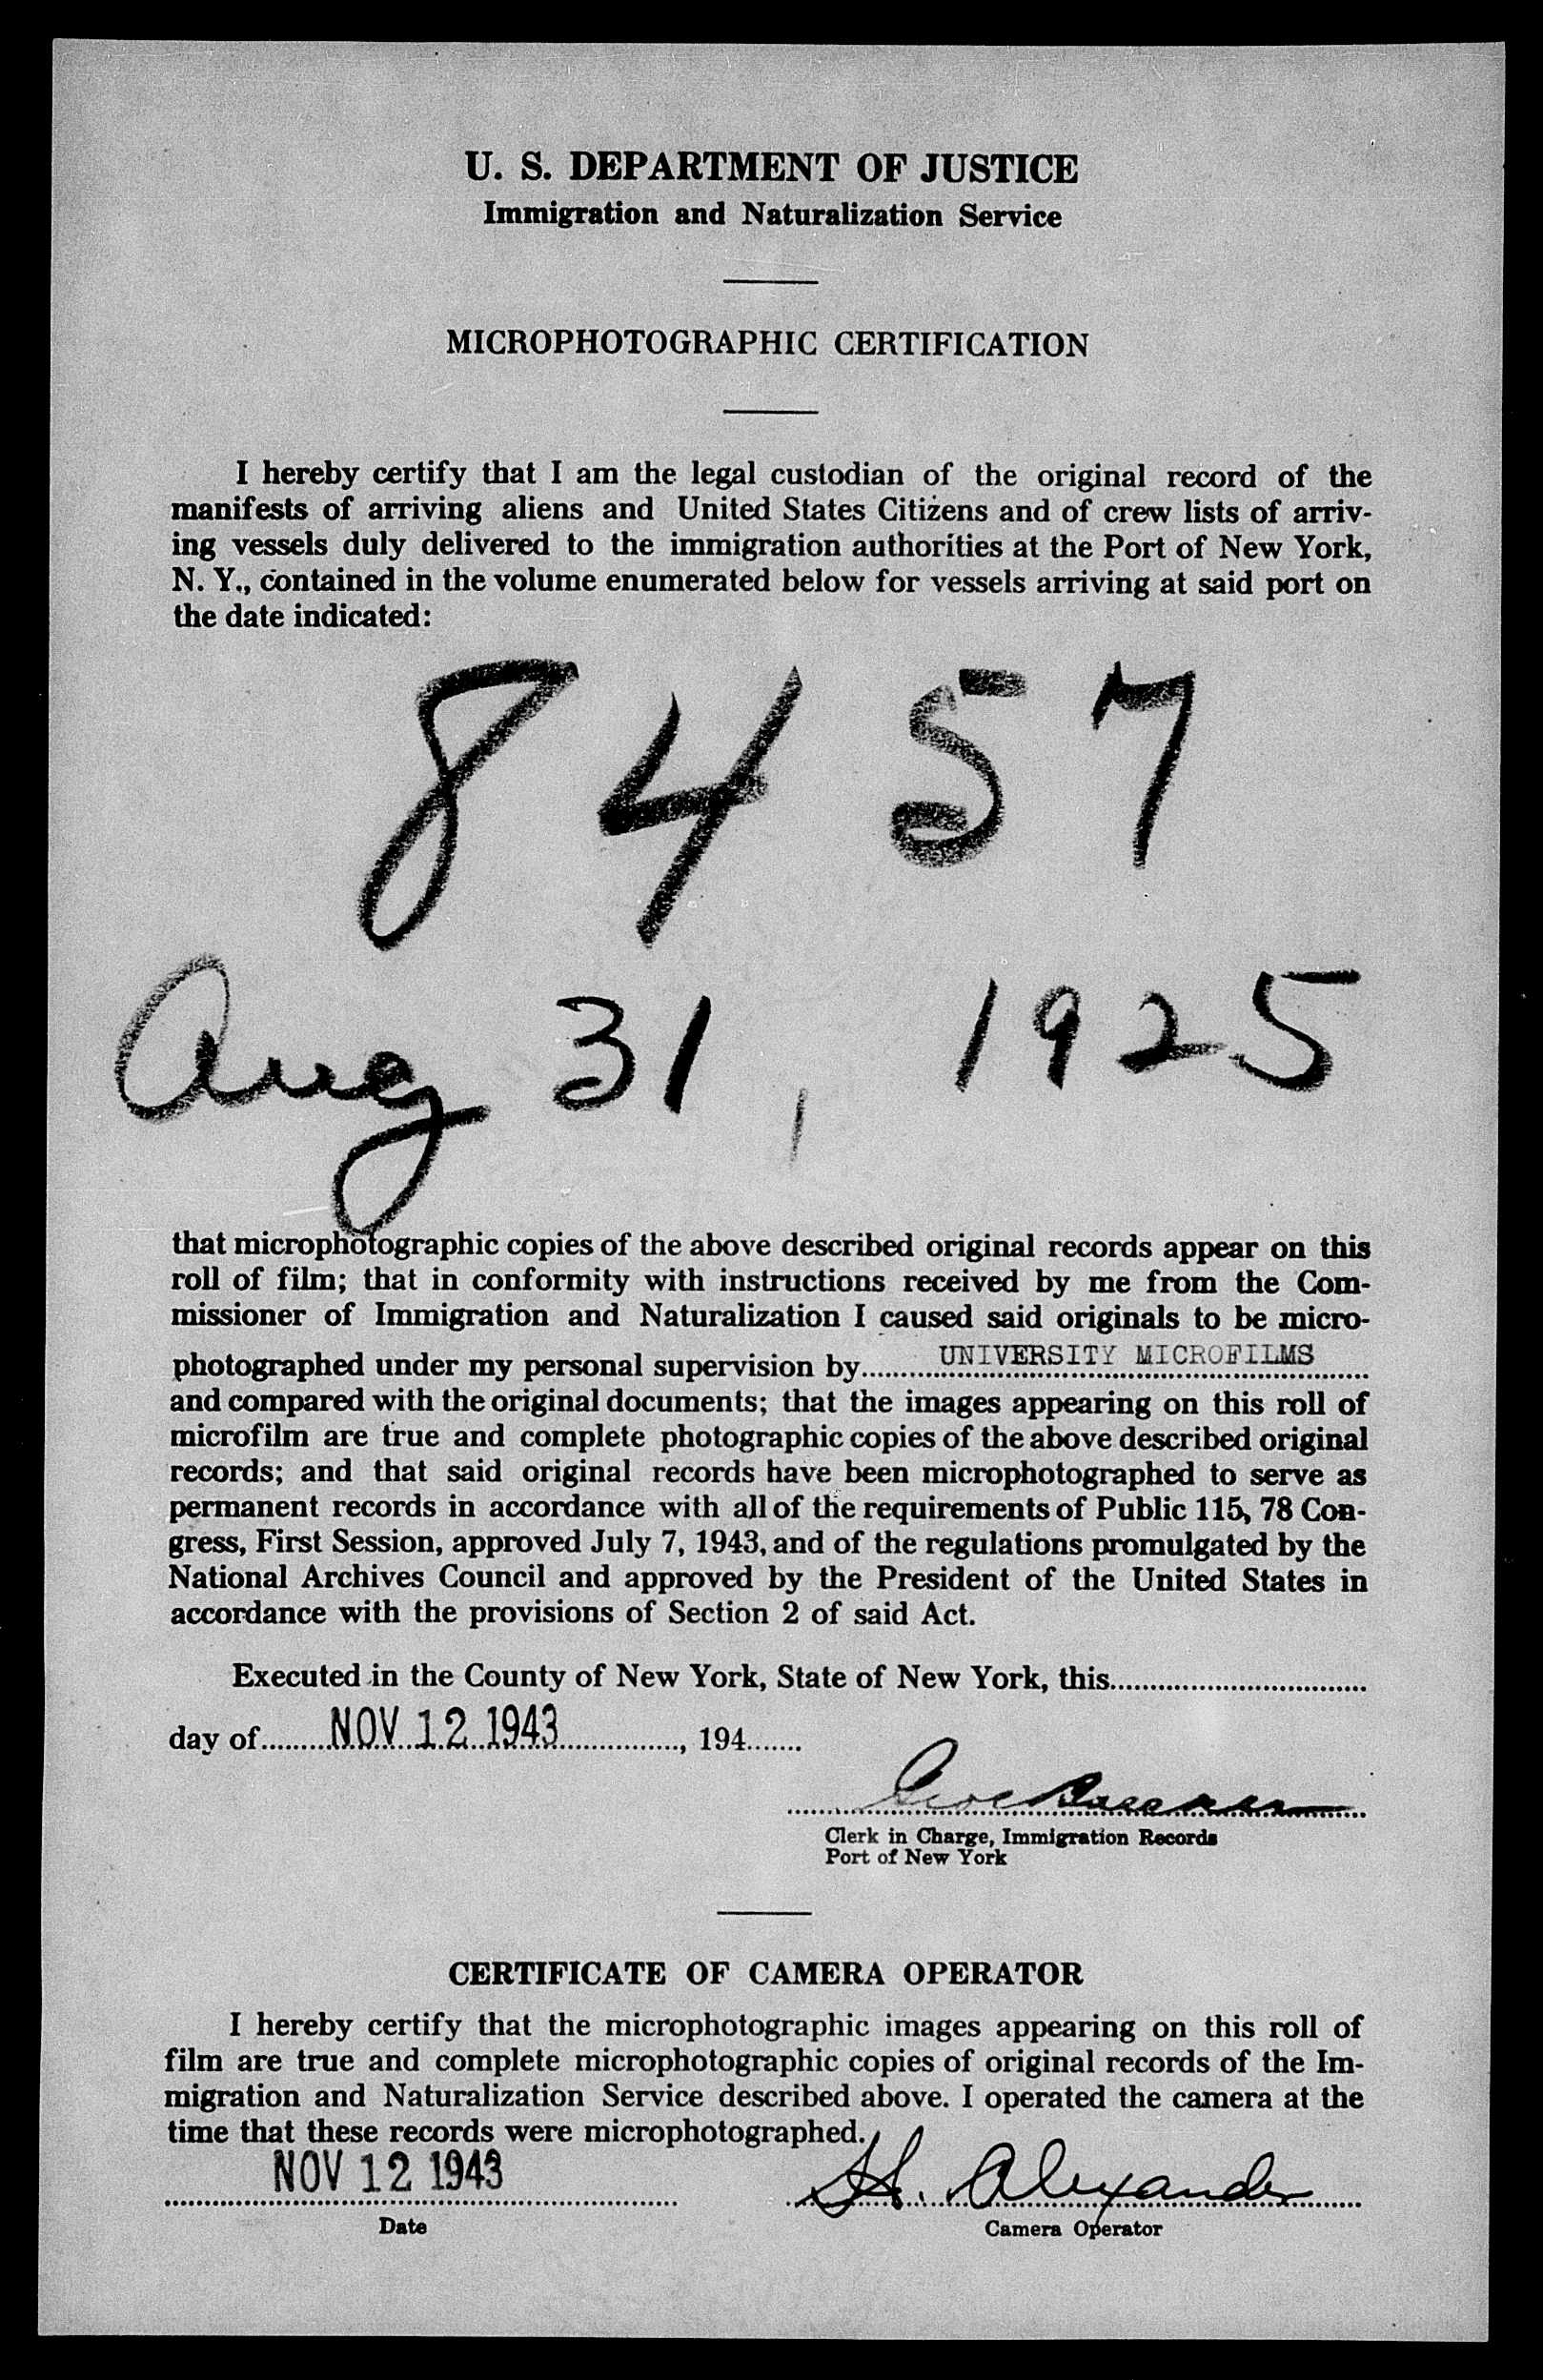 U. S. DEPARTMENT OF JUSTICE
Immigration and Naturalization Service
MICROPHOTOGRAPHIC CERTIFICATION
I hereby certify that I am the legal custodian of the original record of the
manifests of arriving aliens and United States Citizens and of crew lists of arriv-
ing vessels duly delivered to the immigration authorities at the Port of New York,
N. Y., contained in the volume enumerated below for vessels arriving at said port on
the date indicated:
8457
Aug 31, 1925
that microphotographic copies of the above described original records appear on this
roll of film; that in conformity with instructions received by me from the Com-
missioner of Immigration and Naturalization I caused said originals to be micro-
photographed under my personal supervision by........UNIVERSITY MICROFILMS
and compared with the original documents; that the images appearing on this roll of
microfilm are true and complete photographic copies of the above described original
records; and that said original records have been microphotographed to serve as
permanent records in accordance with all of the requirements of Public 115, 78 Con-
gress, First Session, approved July 7, 1943, and of the regulations promulgated by the
National Archives Council and approved by the President of the United States in
accordance with the provisions of Section 2 of said Act.
Executed in the County of New York, State of New York, this................................
day of.........NOV 12 1943..............., 194.......
Clerk in Charge, Immigration Records
Port of New York
CERTIFICATE OF CAMERA OPERATOR
I hereby certify that the microphotographic images appearing on this roll of
film are true and complete microphotographic copies of original records of the Im-
migration and Naturalization Service described above. I operated the camera at the
time that these records were microphotographed.
NOV 12 1943 H. Alexander
Date Camera Operator